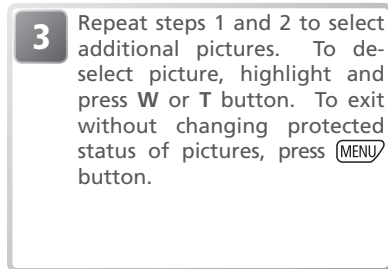 3
Repeat steps 1 and 2 to select
additional pictures. To de-
select picture, highlight and
press W or T button. To exit
without changing protected
status of pictures, press MENU
button.